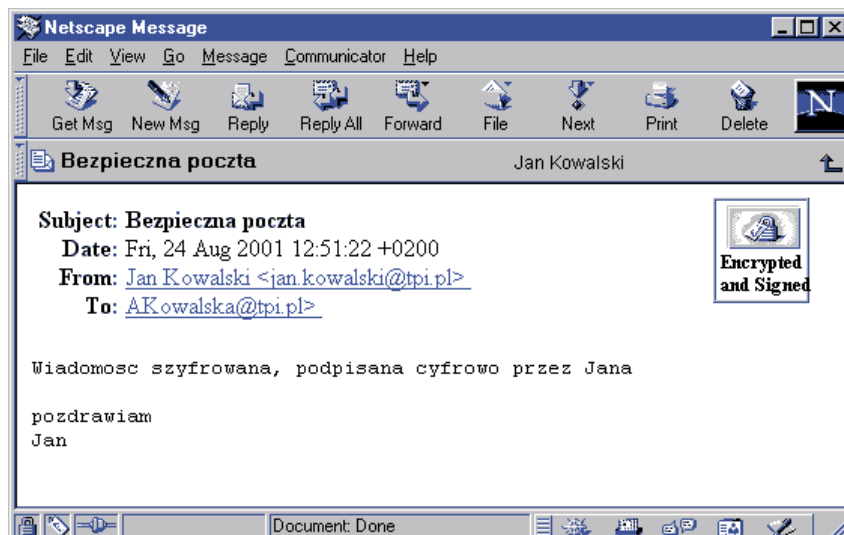 Netscape Message
File Edit View Go Message Communicator Help
Get Msg New Msg Reply Reply All Forward File Next Print Delete N
Bezpieczna poczta Jan Kowalski
Subject: Bezpieczna poczta
Date: Fri, 24 Aug 2001 12:51:22 +0200
From: Jan Kowalski <jan.kowalski@tpi.pl>
To: AKowalska@tpi.pl>
Encrypted
and Signed
Wiadomosc szyfrowana, podpisana cyfrowo przez Jana
pozdrawiam
Jan
Document: Done